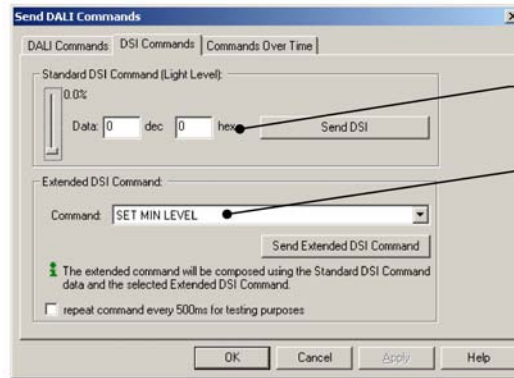 Send DALI Commands
DALI Commands DSI Commands Commands Over Time
Standard DSI Command (Light Level):
0.0%
Data: 0 dec 0 hex Send DSI
Extended DSI Command:
Command: SET MIN LEVEL
Send Extended DSI Command
The extended command will be composed using the Standard DSI Command
data and the selected Extended DSI Command.
repeat command every 500ms for testing purposes
OK Cancel Apply Help